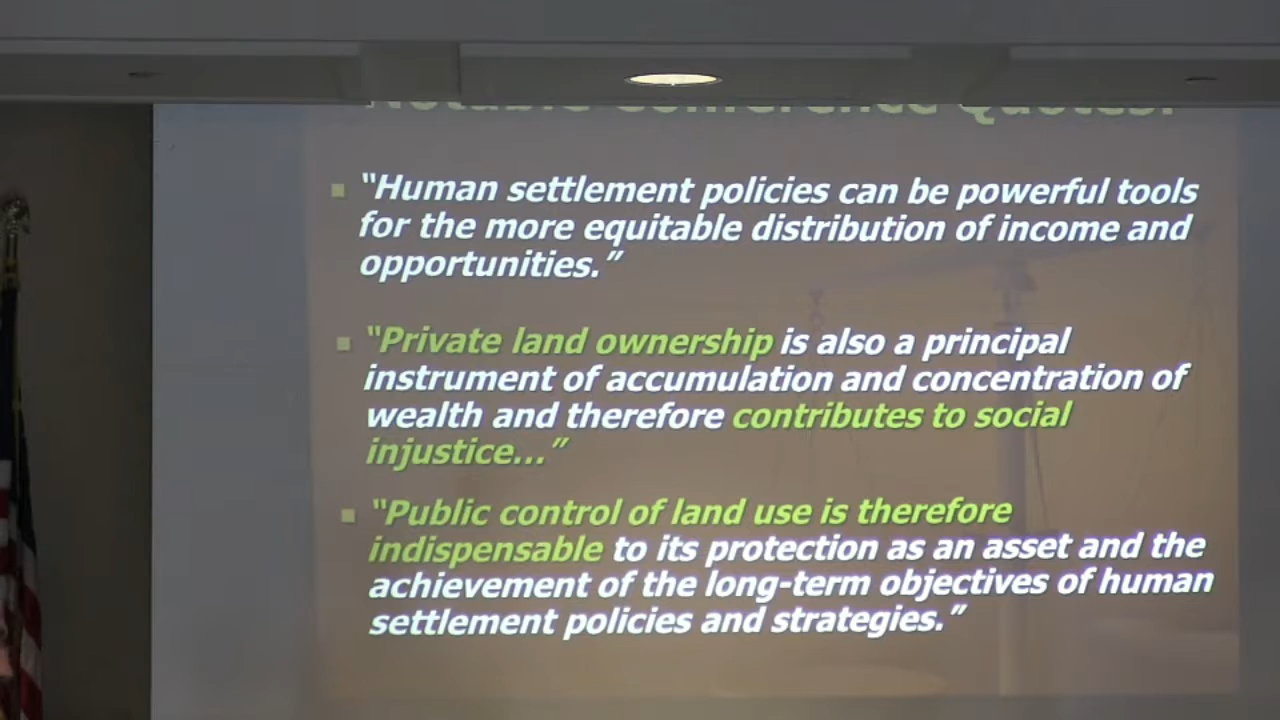 Notable Conference Quotes:
▪ “Human settlement policies can be powerful tools
for the more equitable distribution of income and
opportunities.”
▪ “Private land ownership is also a principal
instrument of accumulation and concentration of
wealth and therefore contributes to social
injustice...”
▪ “Public control of land use is therefore
indispensable to its protection as an asset and the
achievement of the long-term objectives of human
settlement policies and strategies.”